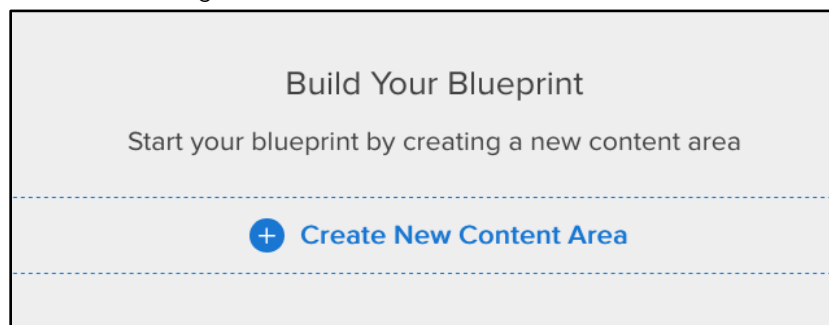 Build Your Blueprint
Start your blueprint by creating a new content area
Create New Content Area